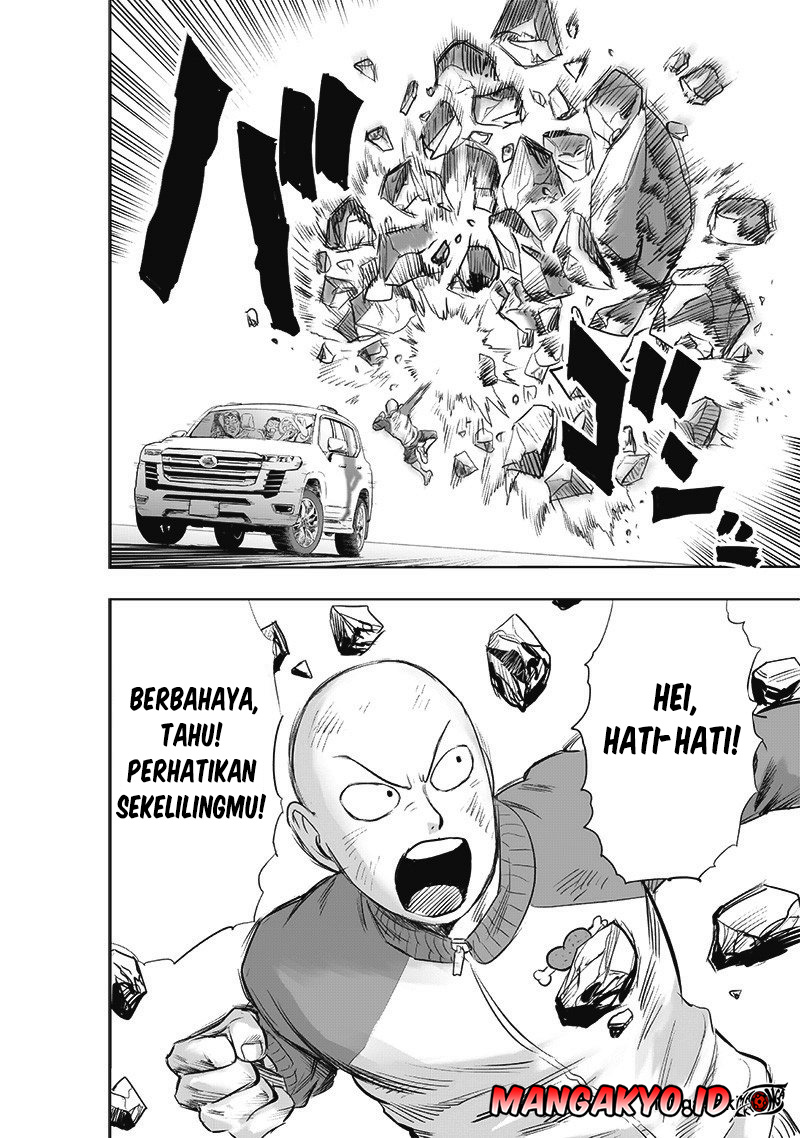 バ
ゴ
HEI,
HATI-HATI!
BERBAHAYA,
TAHU!
PERHATIKAN
SEKELILINGMU!
MANGAKYO.ID